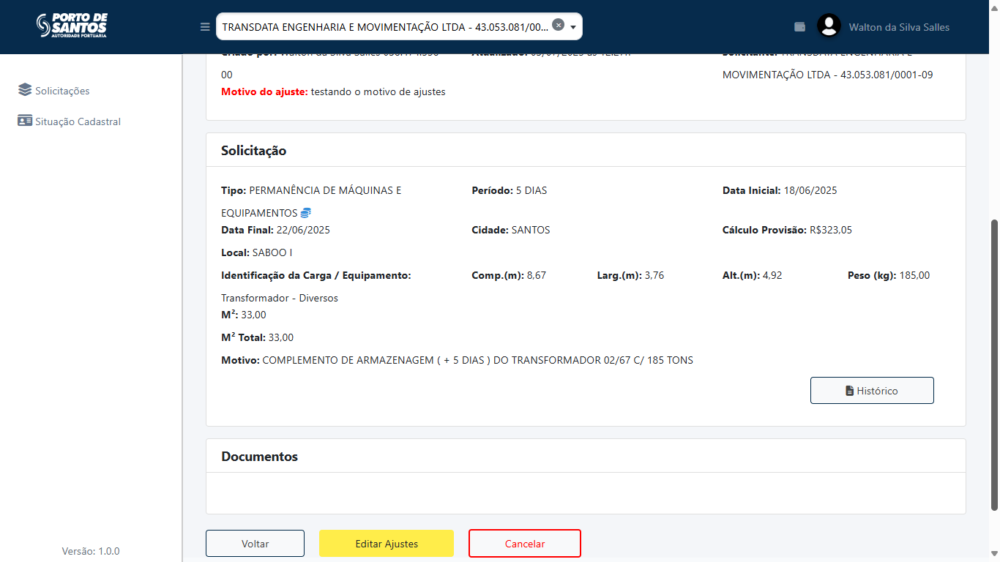 PORTO DE
SANTOS
AUTORIDADE PORTUÁRIA
TRANSDATA ENGENHARIA E MOVIMENTAÇÃO LTDA - 43.053.081/00...
Walton da Silva Salles
Solicitações
Situação Cadastral
Versão: 1.0.0
00
MOVIMENTAÇÃO LTDA - 43.053.081/0001-09
Motivo do ajuste: testando o motivo de ajustes
Solicitação
Tipo: PERMANÊNCIA DE MÁQUINAS E
EQUIPAMENTOS
Período: 5 DIAS
Data Inicial: 18/06/2025
Data Final: 22/06/2025
Cidade: SANTOS
Cálculo Provisão: R$323,05
Local: SABOO I
Identificação da Carga / Equipamento:
Transformador - Diversos
Comp.(m): 8,67
Larg.(m): 3,76
Alt.(m): 4,92
Peso (kg): 185,00
M²: 33,00
M² Total: 33,00
Motivo: COMPLEMENTO DE ARMAZENAGEM ( + 5 DIAS ) DO TRANSFORMADOR 02/67 C/ 185 TONS
Histórico
Documentos
Voltar
Editar Ajustes
Cancelar